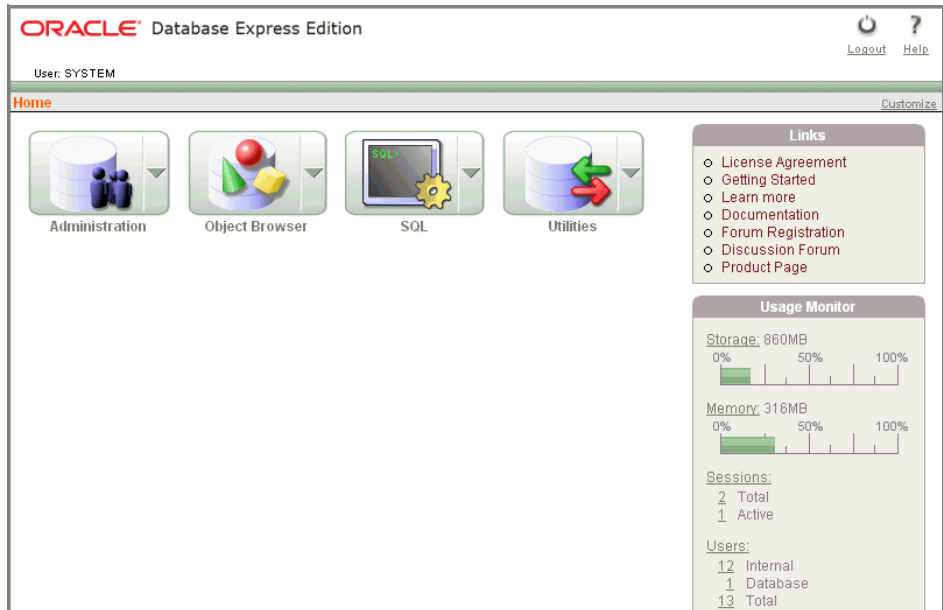 ORACLE® Database Express Edition
Logout Help
User: SYSTEM
Home
Customize
SQL>
Administration
Object Browser
SQL
Utilities
Links
License Agreement
Getting Started
Learn more
Documentation
Forum Registration
Discussion Forum
Product Page
Usage Monitor
Storage: 860MB
0% 50% 100%
Memory: 316MB
0% 50% 100%
Sessions:
2 Total
1 Active
Users:
12 Internal
1 Database
13 Total